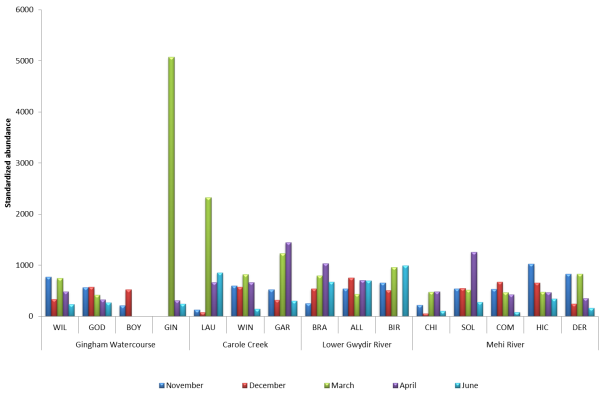 6000
5000
4000
3000
2000
1000
0
Standardized abundance
WIL GOD BOY GIN LAU WIN GAR BRA ALL BIR CHI SOL COM HIC DER
Gingham Watercourse Carole Creek Lower Gwydir River Mehi River
November December March April June